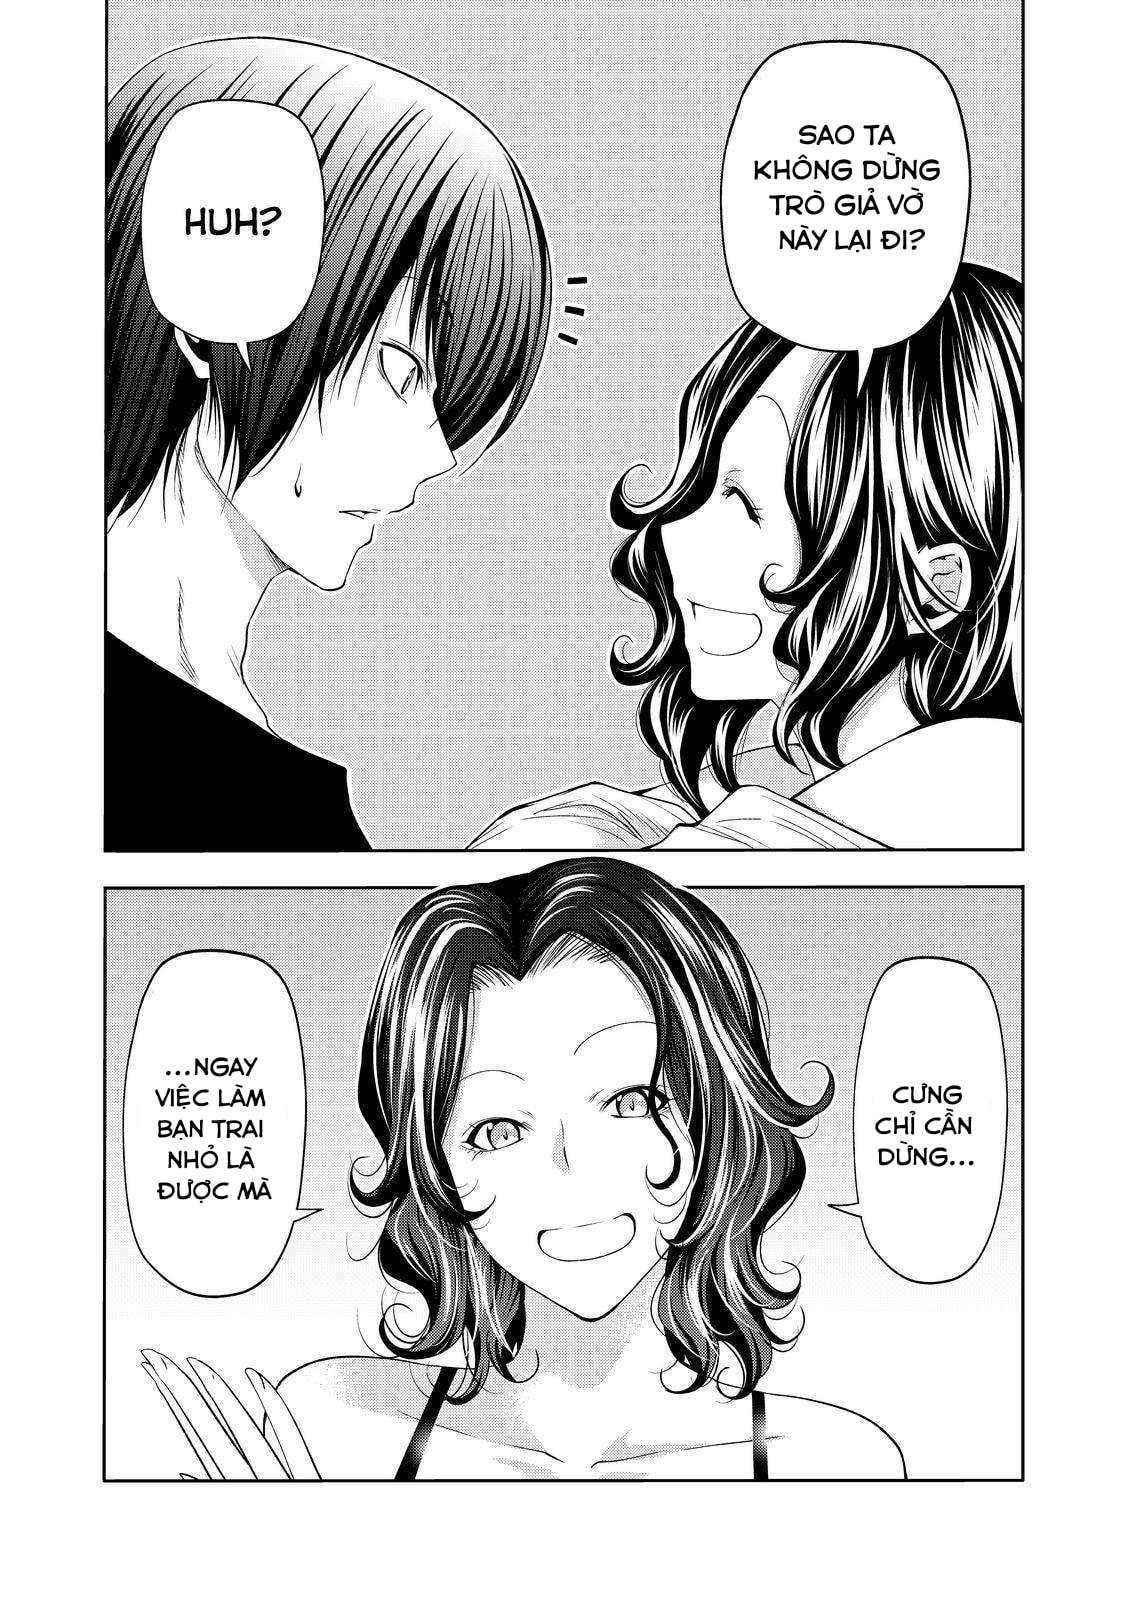 SAO TA
KHÔNG DỪNG
TRÒ GIẢ VỜ
NÀY LẠI ĐI?
HUH?
CƯNG
CHỈ CẦN
DỪNG...
...NGAY
VIỆC LÀM
BẠN TRAI
NHỎ LÀ
ĐƯỢC MÀ